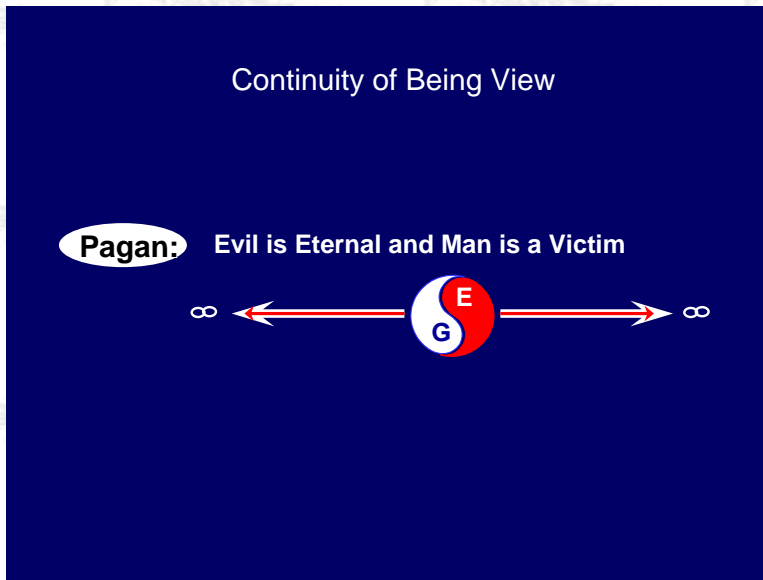 Continuity of Being View
Pagan: Evil is Eternal and Man is a Victim
E
∞ ∞
G